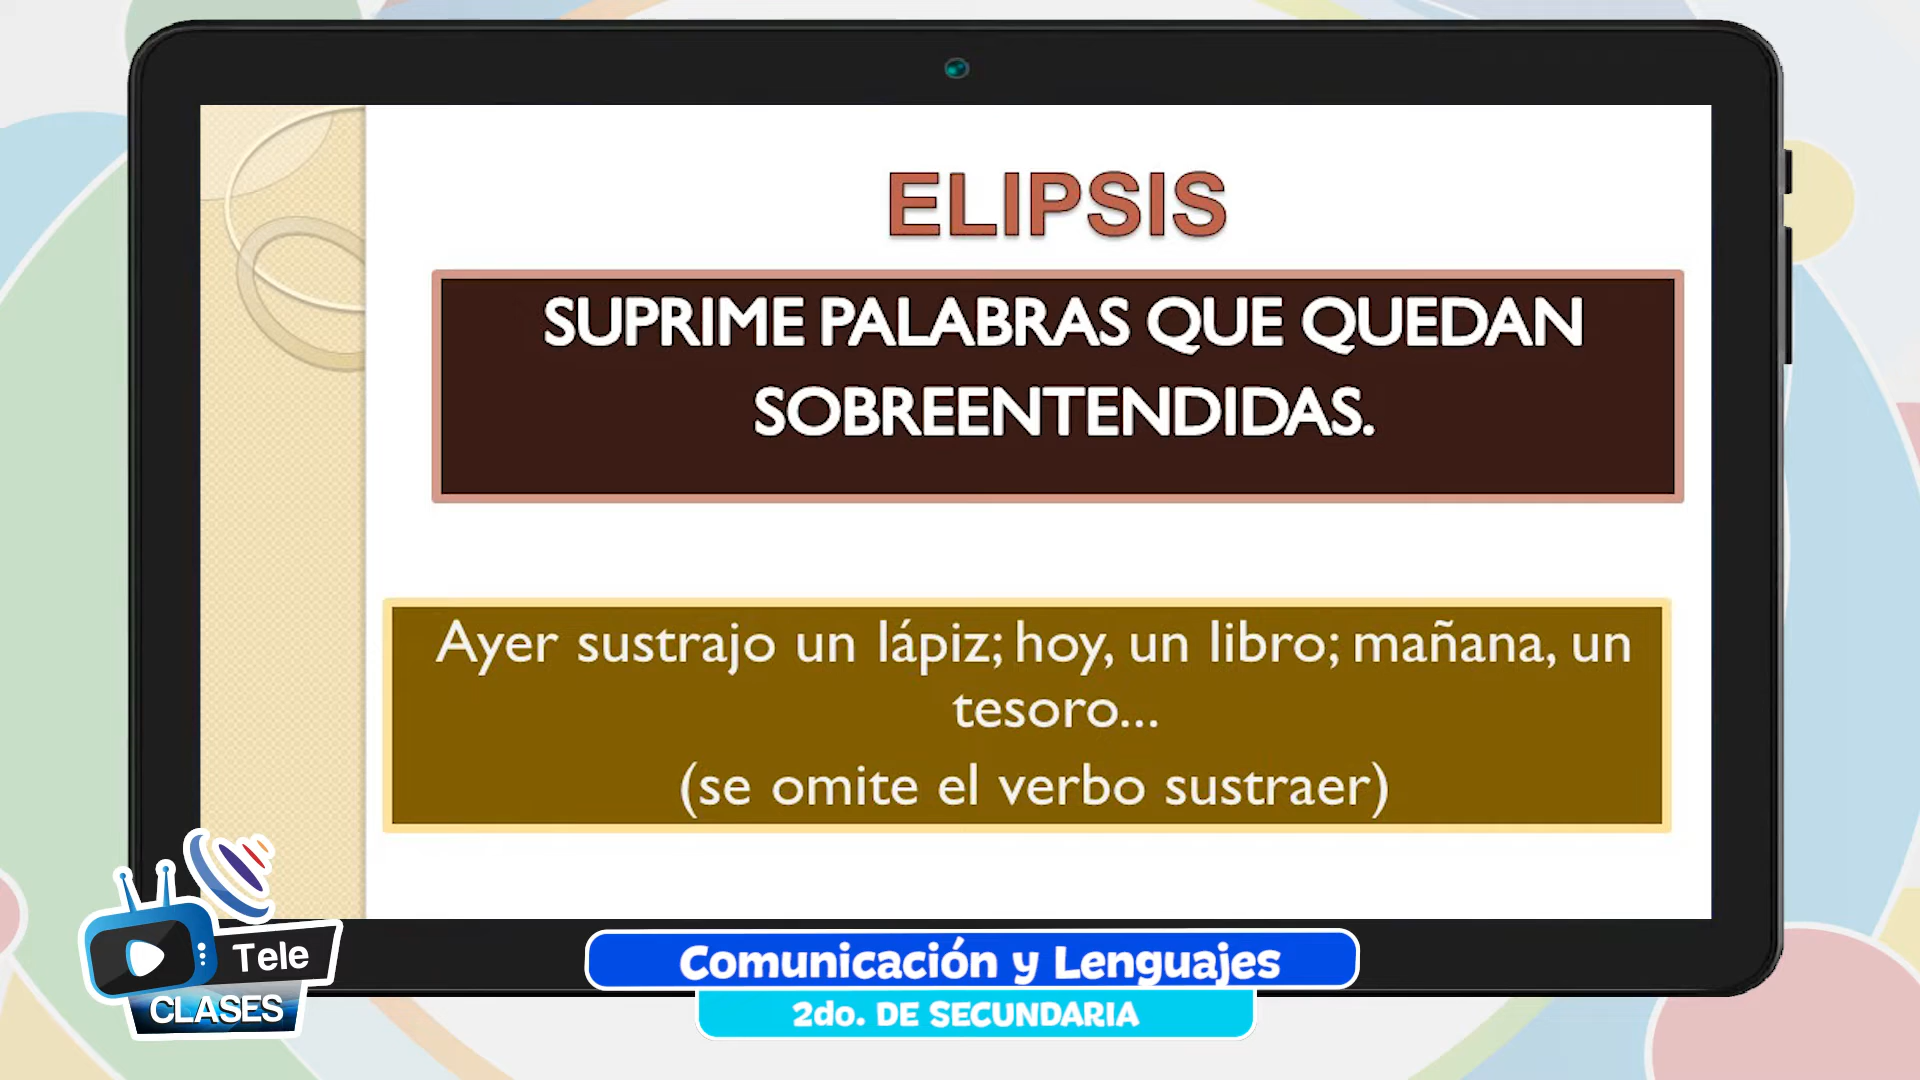 ELIPSIS
SUPRIME PALABRAS QUE QUEDAN
SOBREENTENDIDAS.
Ayer sustrajo un lápiz; hoy, un libro; mañana, un
tesoro...
(se omite el verbo sustraer)
Tele
CLASES
Comunicación y Lenguajes
2do. DE SECUNDARIA